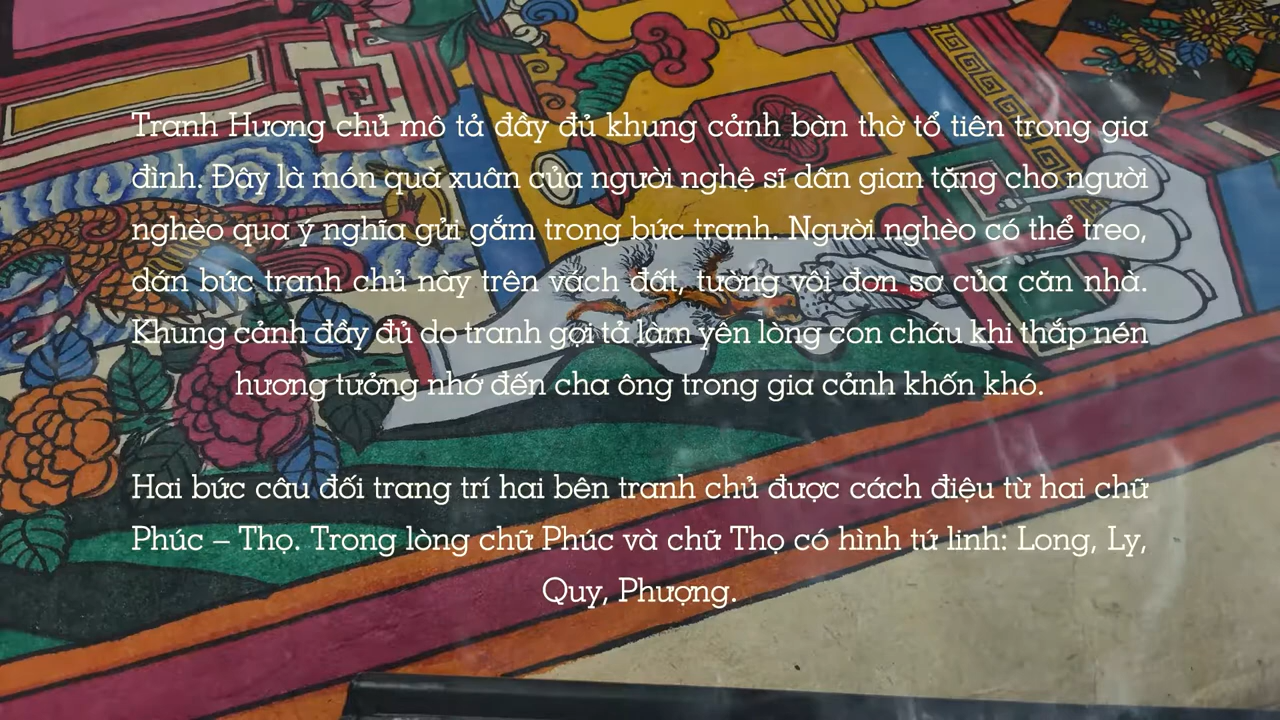 Tranh Hương chủ mô tả đầy đủ khung cảnh bàn thờ tổ tiên trong gia
đình. Đây là món quà xuân của người nghệ sĩ dân gian tặng cho người
nghèo qua ý nghĩa gửi gắm trong bức tranh. Người nghèo có thể treo,
dán bức tranh chủ này trên vách đất, tường vôi đơn sơ của căn nhà.
Khung cảnh đầy đủ do tranh gợi tả làm yên lòng con cháu khi thắp nén
hương tưởng nhớ đến cha ông trong gia cảnh khốn khó.
Hai bức câu đối trang trí hai bên tranh chủ được cách điệu từ hai chữ
Phúc – Thọ. Trong lòng chữ Phúc và chữ Thọ có hình tứ linh: Long, Ly,
Quy, Phượng.